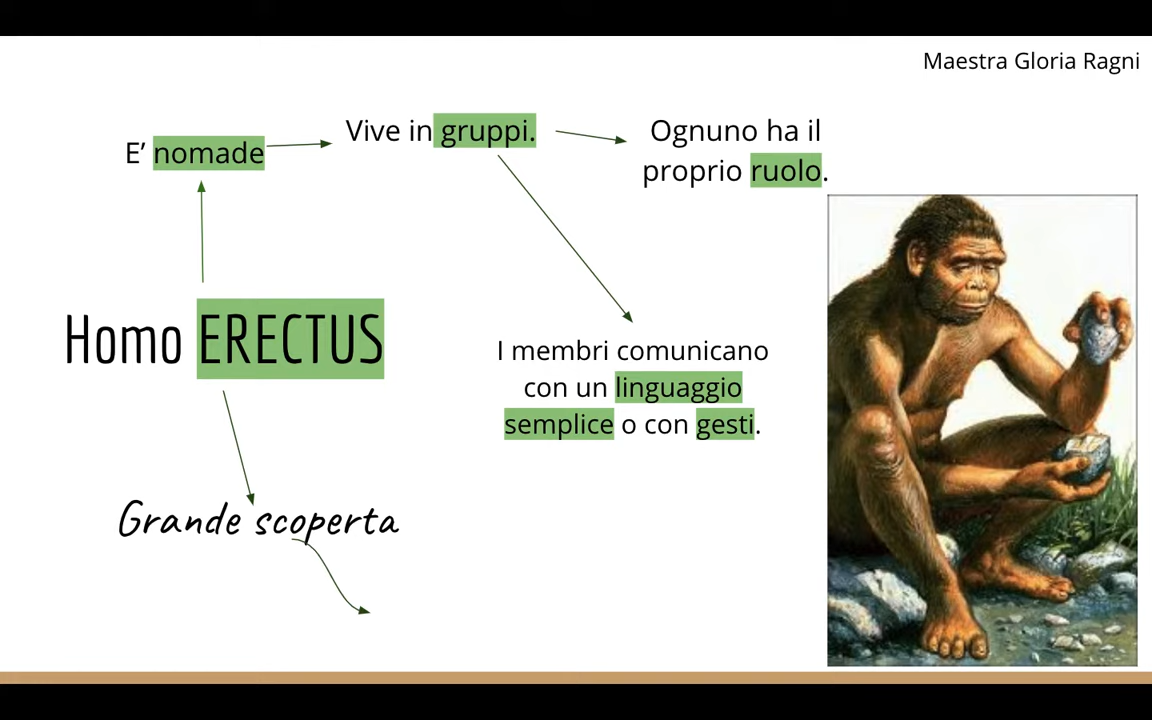 Maestra Gloria Ragni
E’ nomade
Vive in gruppi.
Ognuno ha il
proprio ruolo.
Homo ERECTUS
I membri comunicano
con un linguaggio
semplice o con gesti.
Grande scoperta